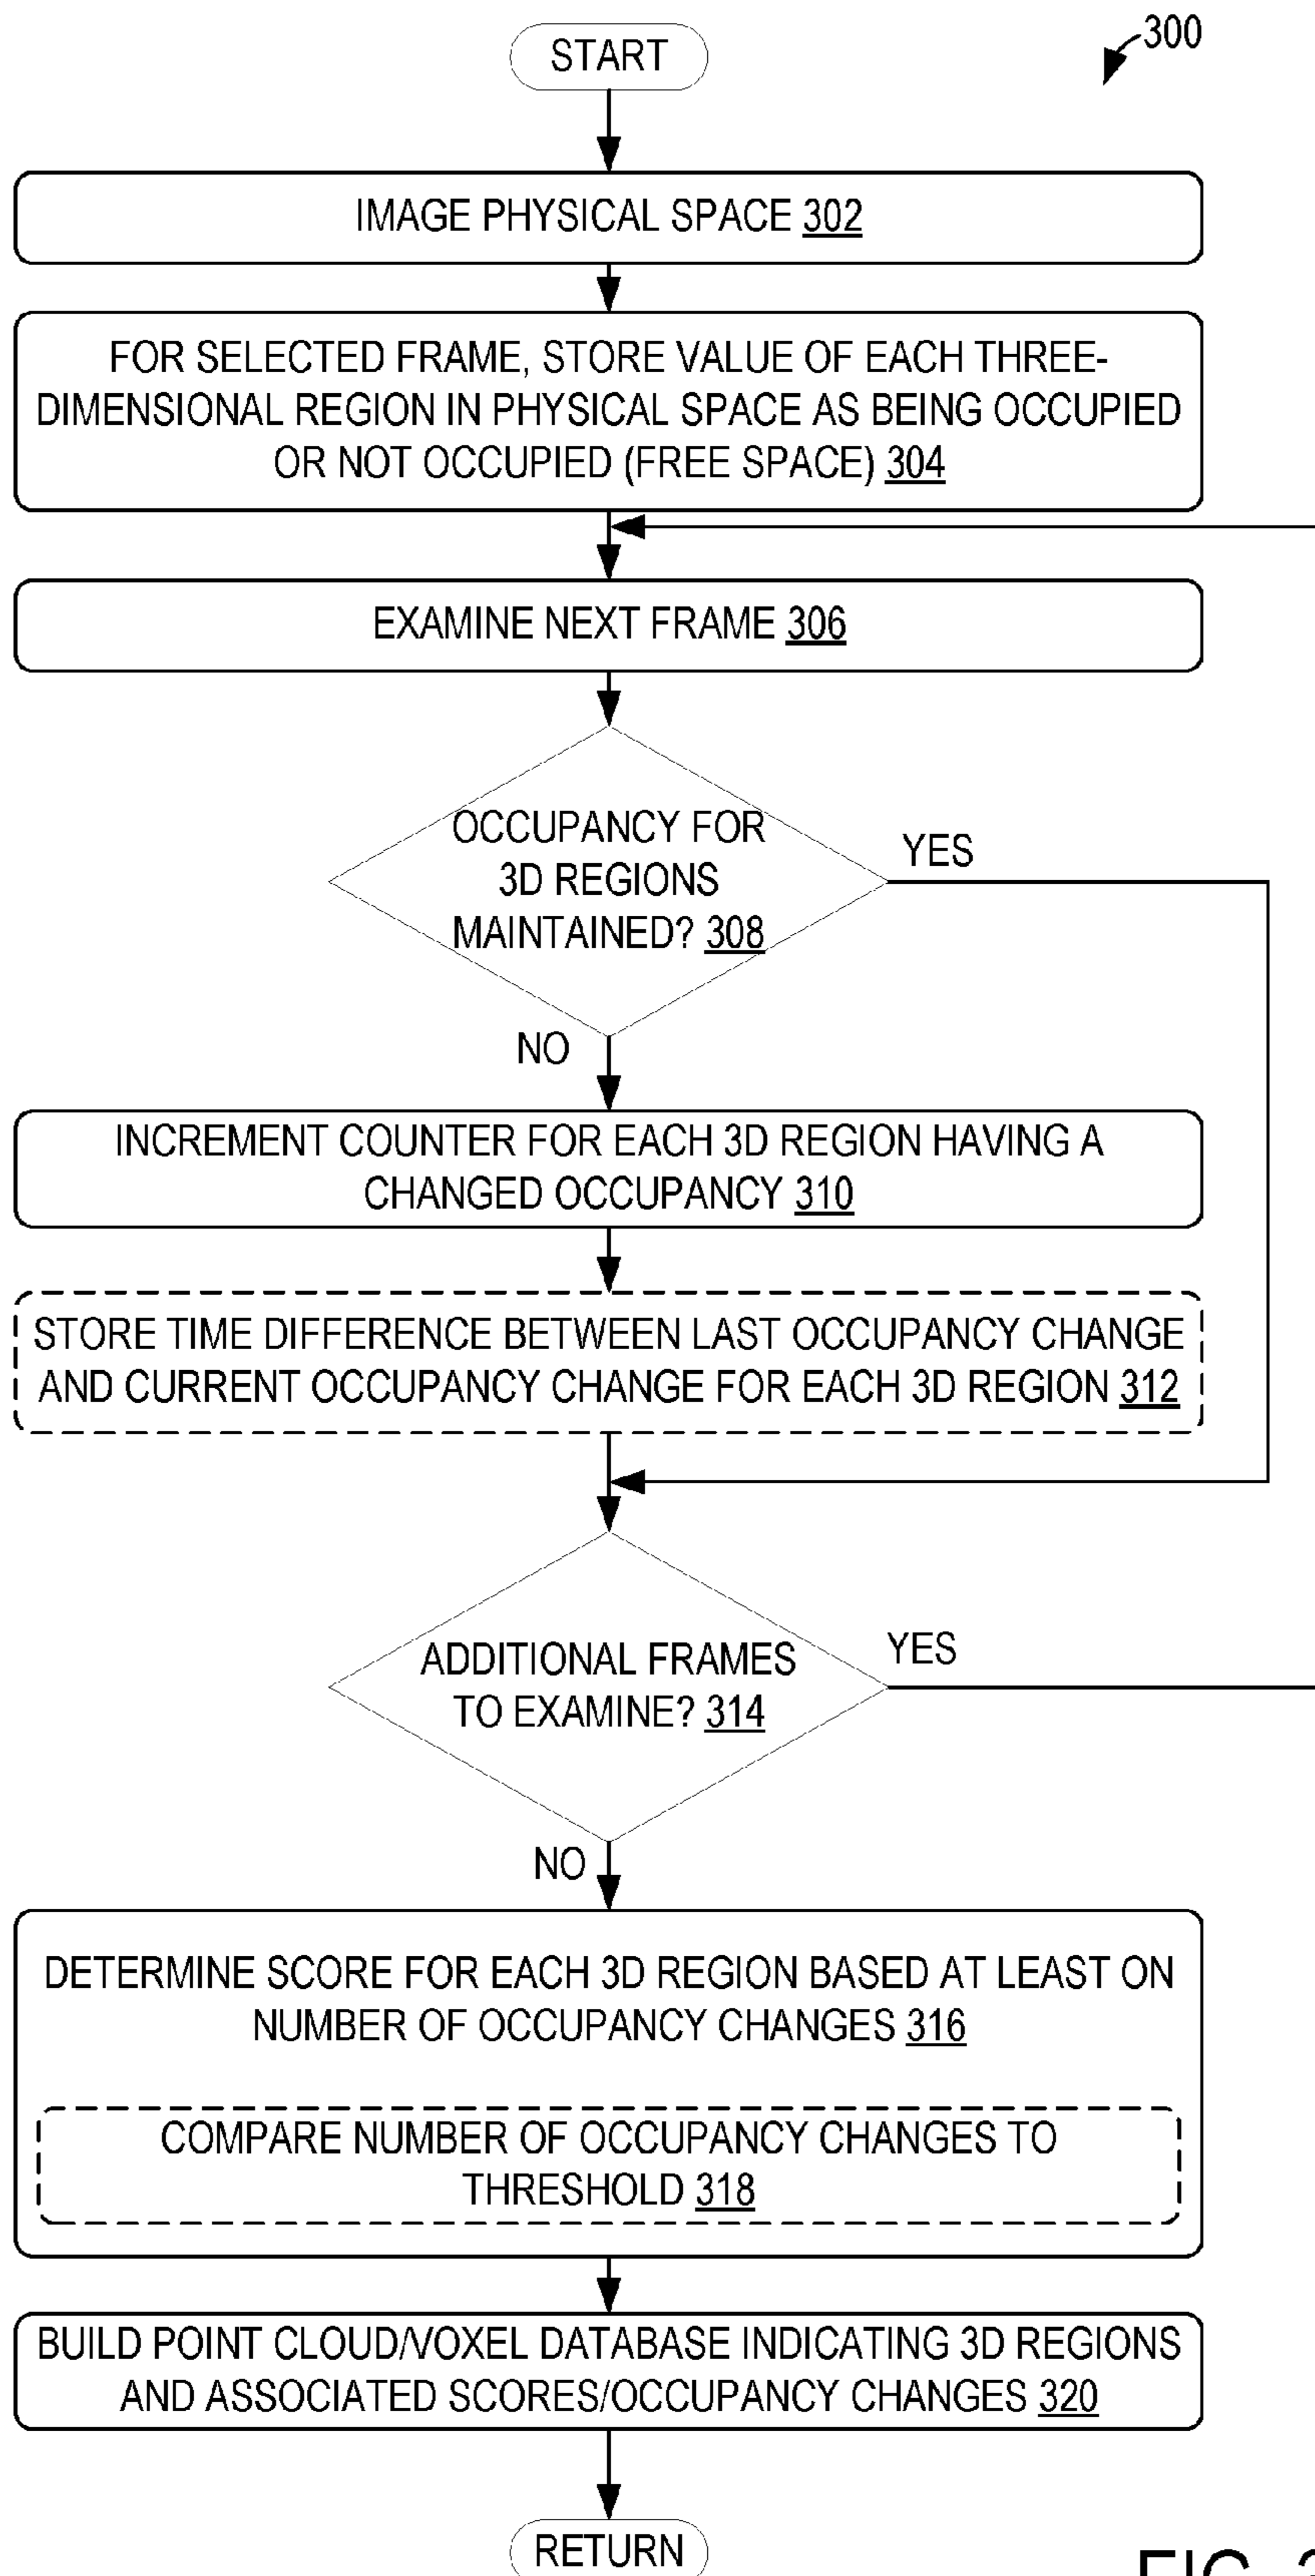 300
START
IMAGE PHYSICAL SPACE 302
FOR SELECTED FRAME, STORE VALUE OF EACH THREE-
DIMENSIONAL REGION IN PHYSICAL SPACE AS BEING OCCUPIED
OR NOT OCCUPIED (FREE SPACE) 304
EXAMINE NEXT FRAME 306
OCCUPANCY FOR
3D REGIONS
MAINTAINED? 308
YES
NO
INCREMENT COUNTER FOR EACH 3D REGION HAVING A
CHANGED OCCUPANCY 310
STORE TIME DIFFERENCE BETWEEN LAST OCCUPANCY CHANGE
AND CURRENT OCCUPANCY CHANGE FOR EACH 3D REGION 312
ADDITIONAL FRAMES
TO EXAMINE? 314
YES
NO
DETERMINE SCORE FOR EACH 3D REGION BASED AT LEAST ON
NUMBER OF OCCUPANCY CHANGES 316
COMPARE NUMBER OF OCCUPANCY CHANGES TO
THRESHOLD 318
BUILD POINT CLOUD/VOXEL DATABASE INDICATING 3D REGIONS
AND ASSOCIATED SCORES/OCCUPANCY CHANGES 320
RETURN
FIG.